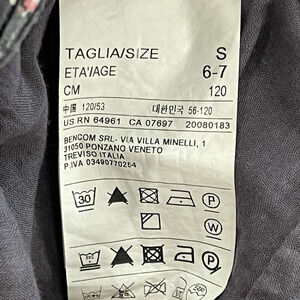 TAGLIA/SIZE S
ETA'/AGE 6-7
CM 120
中国 120/53 대한민국 56-120
US RN 64961 CA 07697 20080183
BENCOM SRL- VIA VILLA MINELLI, 1
31050 PONZANO VENETO
TREVISO ITALIA
P.IVA 03490770264
30 P
W
P